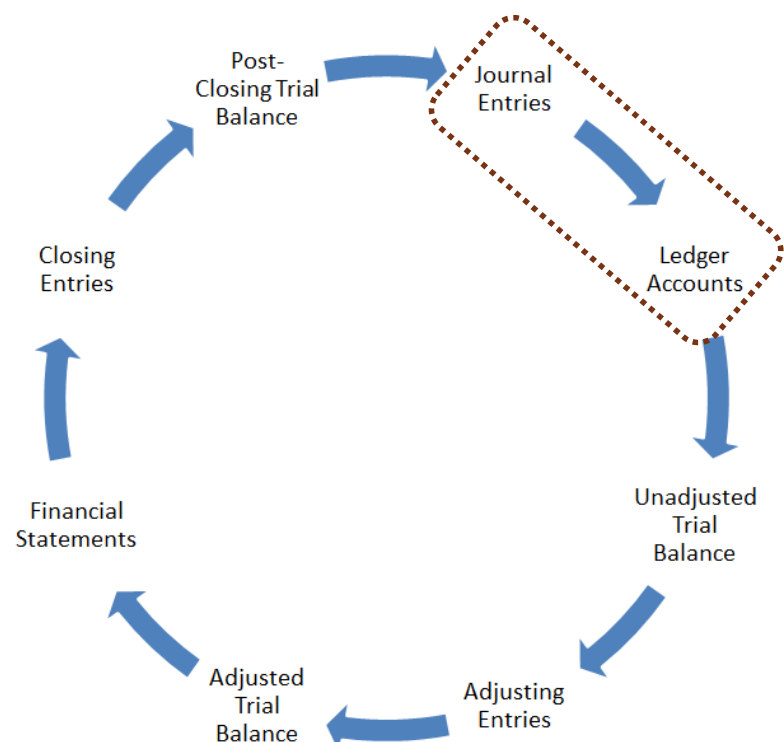 Post-
Closing Trial
Balance
Journal
Entries
Ledger
Accounts
Unadjusted
Trial
Balance
Adjusting
Entries
Adjusted
Trial
Balance
Financial
Statements
Closing
Entries